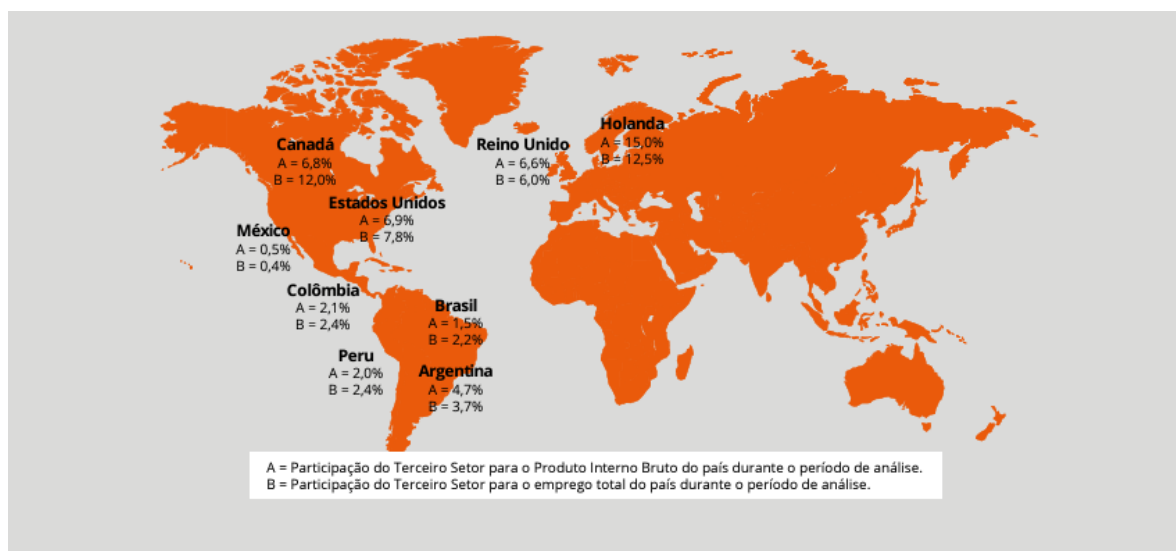 Canadá
A = 6,8%
B = 12,0%
Reino Unido
A = 6,6%
B = 6,0%
Holanda
A = 15,0%
B = 12,5%
Estados Unidos
A = 6,9%
B = 7,8%
México
A = 0,5%
B = 0,4%
Colômbia
A = 2,1%
B = 2,4%
Brasil
A = 1,5%
B = 2,2%
Peru
A = 2,0%
B = 2,4%
Argentina
A = 4,7%
B = 3,7%
A = Participação do Terceiro Setor para o Produto Interno Bruto do país durante o período de análise.
B = Participação do Terceiro Setor para o emprego total do país durante o período de análise.